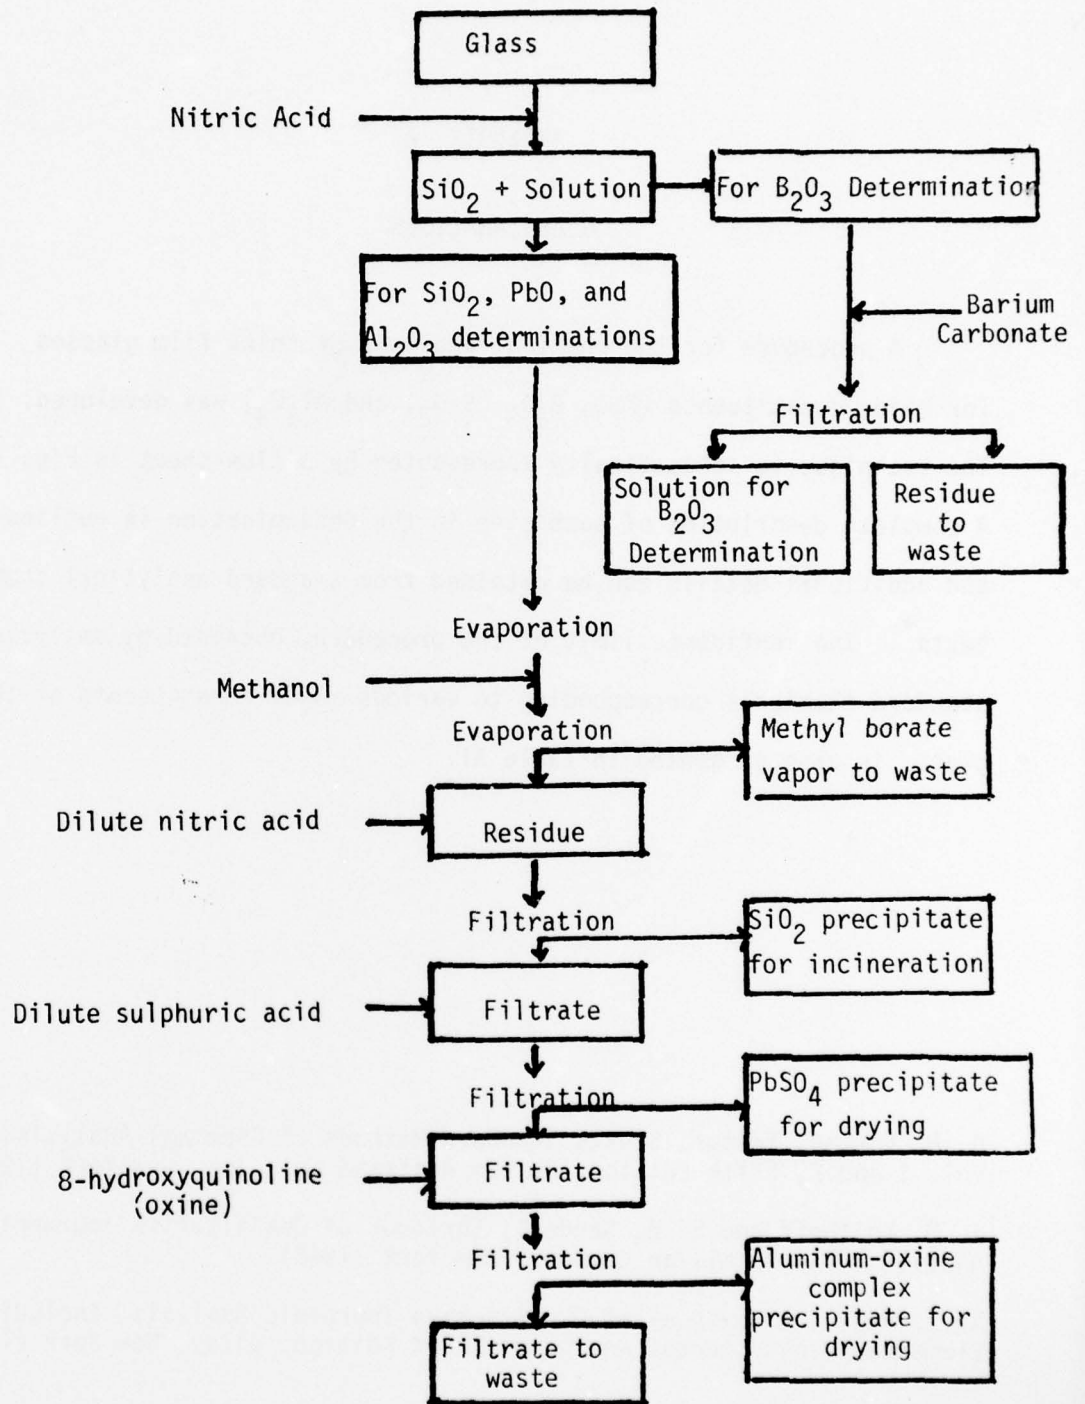 Glass
Nitric Acid
SiO2 + Solution
For B2O3 Determination
For SiO2, PbO, and
Al2O3 determinations
Barium
Carbonate
Filtration
Solution for
B2O3
Determination
Residue
to
waste
Evaporation
Methanol
Evaporation
Methyl borate
vapor to waste
Dilute nitric acid
Residue
Filtration
SiO2 precipitate
for incineration
Dilute sulphuric acid
Filtrate
Filtration
PbSO4 precipitate
for drying
8-hydroxyquinoline
(oxine)
Filtrate
Filtration
Aluminum-oxine
complex
precipitate for
drying
Filtrate to
waste